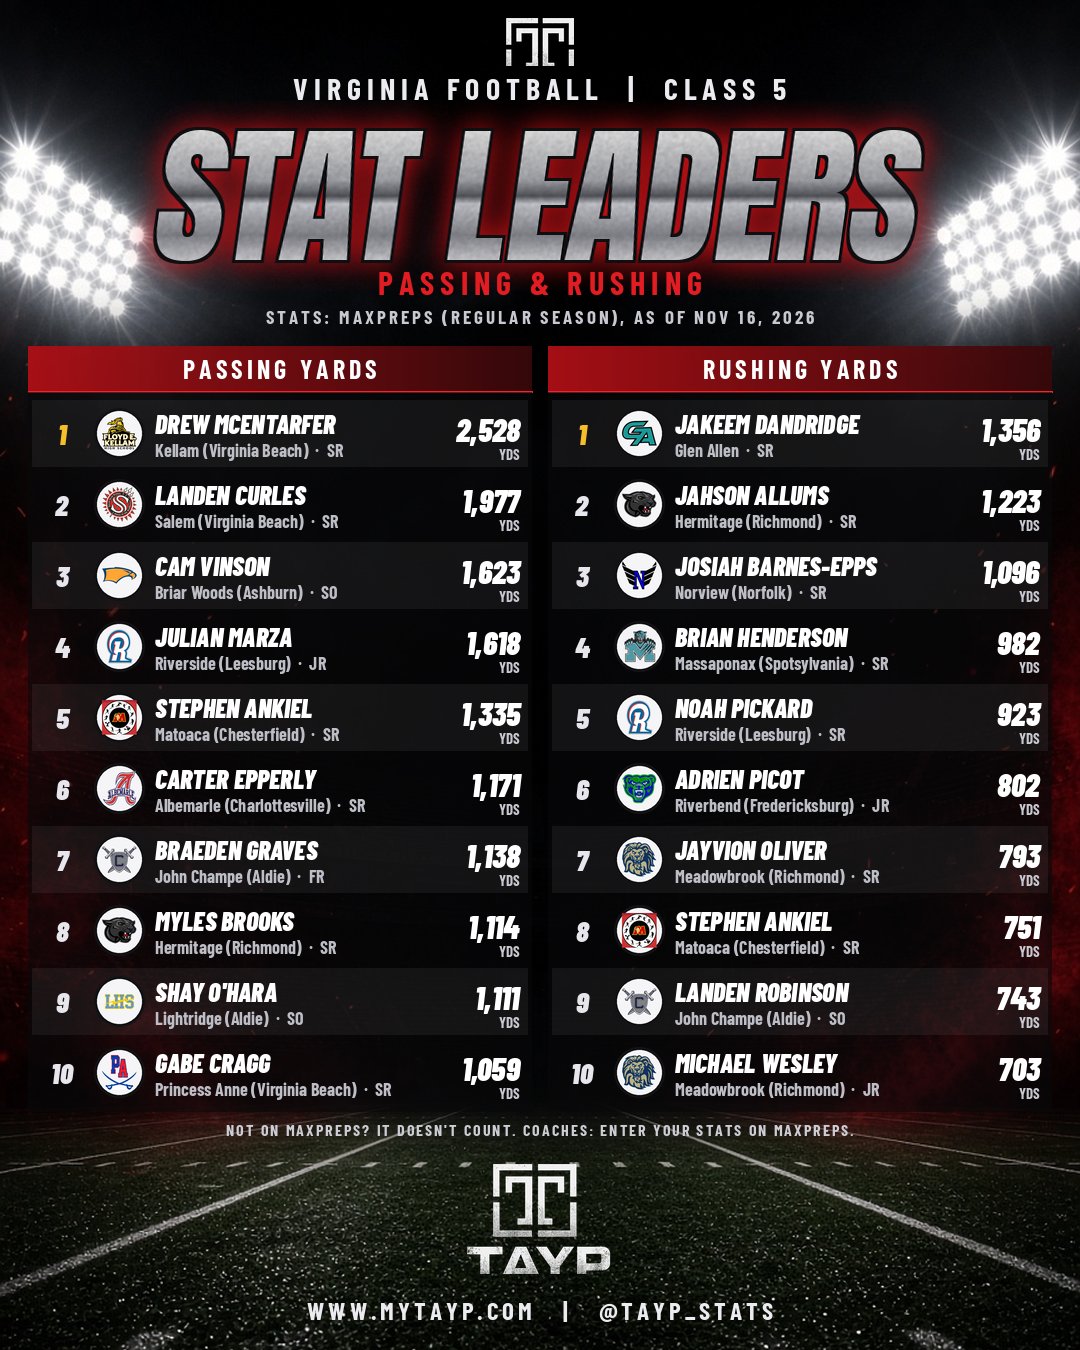 VIRGINIA FOOTBALL | CLASS 5
STAT LEADERS
PASSING & RUSHING
STATS: MAXPREPS (REGULAR SEASON), AS OF NOV 16, 2026
PASSING YARDS
1 DREW MCENTARFER 2,528
Kellam (Virginia Beach) · SR YDS
FLOYD E. KELLAM
HIGH SCHOOL
2 LANDEN CURLES 1,977
Salem (Virginia Beach) · SR YDS
3 CAM VINSON 1,623
Briar Woods (Ashburn) · SO YDS
4 JULIAN MARZA 1,618
Riverside (Leesburg) · JR YDS
5 STEPHEN ANKIEL 1,335
Matoaca (Chesterfield) · SR YDS
6 CARTER EPPERLY 1,171
Albemarle (Charlottesville) · SR YDS
ALBEMARLE
7 BRAEDEN GRAVES 1,138
John Champe (Aldie) · FR YDS
C
8 MYLES BROOKS 1,114
Hermitage (Richmond) · SR YDS
9 SHAY O'HARA 1,111
Lightridge (Aldie) · SO YDS
LHS
10 GABE CRAGG 1,059
Princess Anne (Virginia Beach) · SR YDS
PA
RUSHING YARDS
1 JAKEEM DANDRIDGE 1,356
Glen Allen · SR YDS
GA
2 JAHSON ALLUMS 1,223
Hermitage (Richmond) · SR YDS
3 JOSIAH BARNES-EPPS 1,096
Norview (Norfolk) · SR YDS
N
4 BRIAN HENDERSON 982
Massaponax (Spotsylvania) · SR YDS
M
5 NOAH PICKARD 923
Riverside (Leesburg) · SR YDS
R
6 ADRIEN PICOT 802
Riverbend (Fredericksburg) · JR YDS
7 JAYVION OLIVER 793
Meadowbrook (Richmond) · SR YDS
8 STEPHEN ANKIEL 751
Matoaca (Chesterfield) · SR YDS
9 LANDEN ROBINSON 743
John Champe (Aldie) · SO YDS
C
10 MICHAEL WESLEY 703
Meadowbrook (Richmond) · JR YDS
NOT ON MAXPREPS? IT DOESN'T COUNT. COACHES: ENTER YOUR STATS ON MAXPREPS.
TAYP
WWW.MYTAYP.COM | @TAYP_STATS